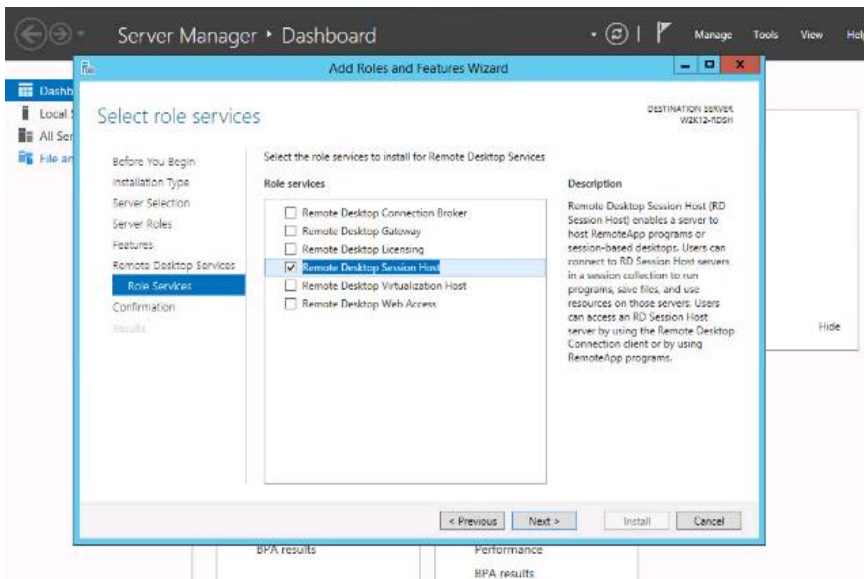 Server Manager ▸ Dashboard
Manage Tools View Hel
Add Roles and Features Wizard
Dashb
Local S
All Ser
File an
Select role services
DESTINATION SERVER
W2K12-RDSH
Before You Begin
Installation Type
Server Selection
Server Roles
Features
Remote Desktop Services
Role Services
Confirmation
Results
Select the role services to install for Remote Desktop Services
Role services
Remote Desktop Connection Broker
Remote Desktop Gateway
Remote Desktop Licensing
Remote Desktop Session Host
Remote Desktop Virtualization Host
Remote Desktop Web Access
Description
Remote Desktop Session Host (RD
Session Host) enables a server to
host RemoteApp programs or
session-based desktops. Users can
connect to RD Session Host servers
in a session collection to run
programs, save files, and use
resources on those servers. Users
can access an RD Session Host
server by using the Remote Desktop
Connection client or by using
RemoteApp programs.
Hide
< Previous Next > Install Cancel
BPA results
Performance
BPA results